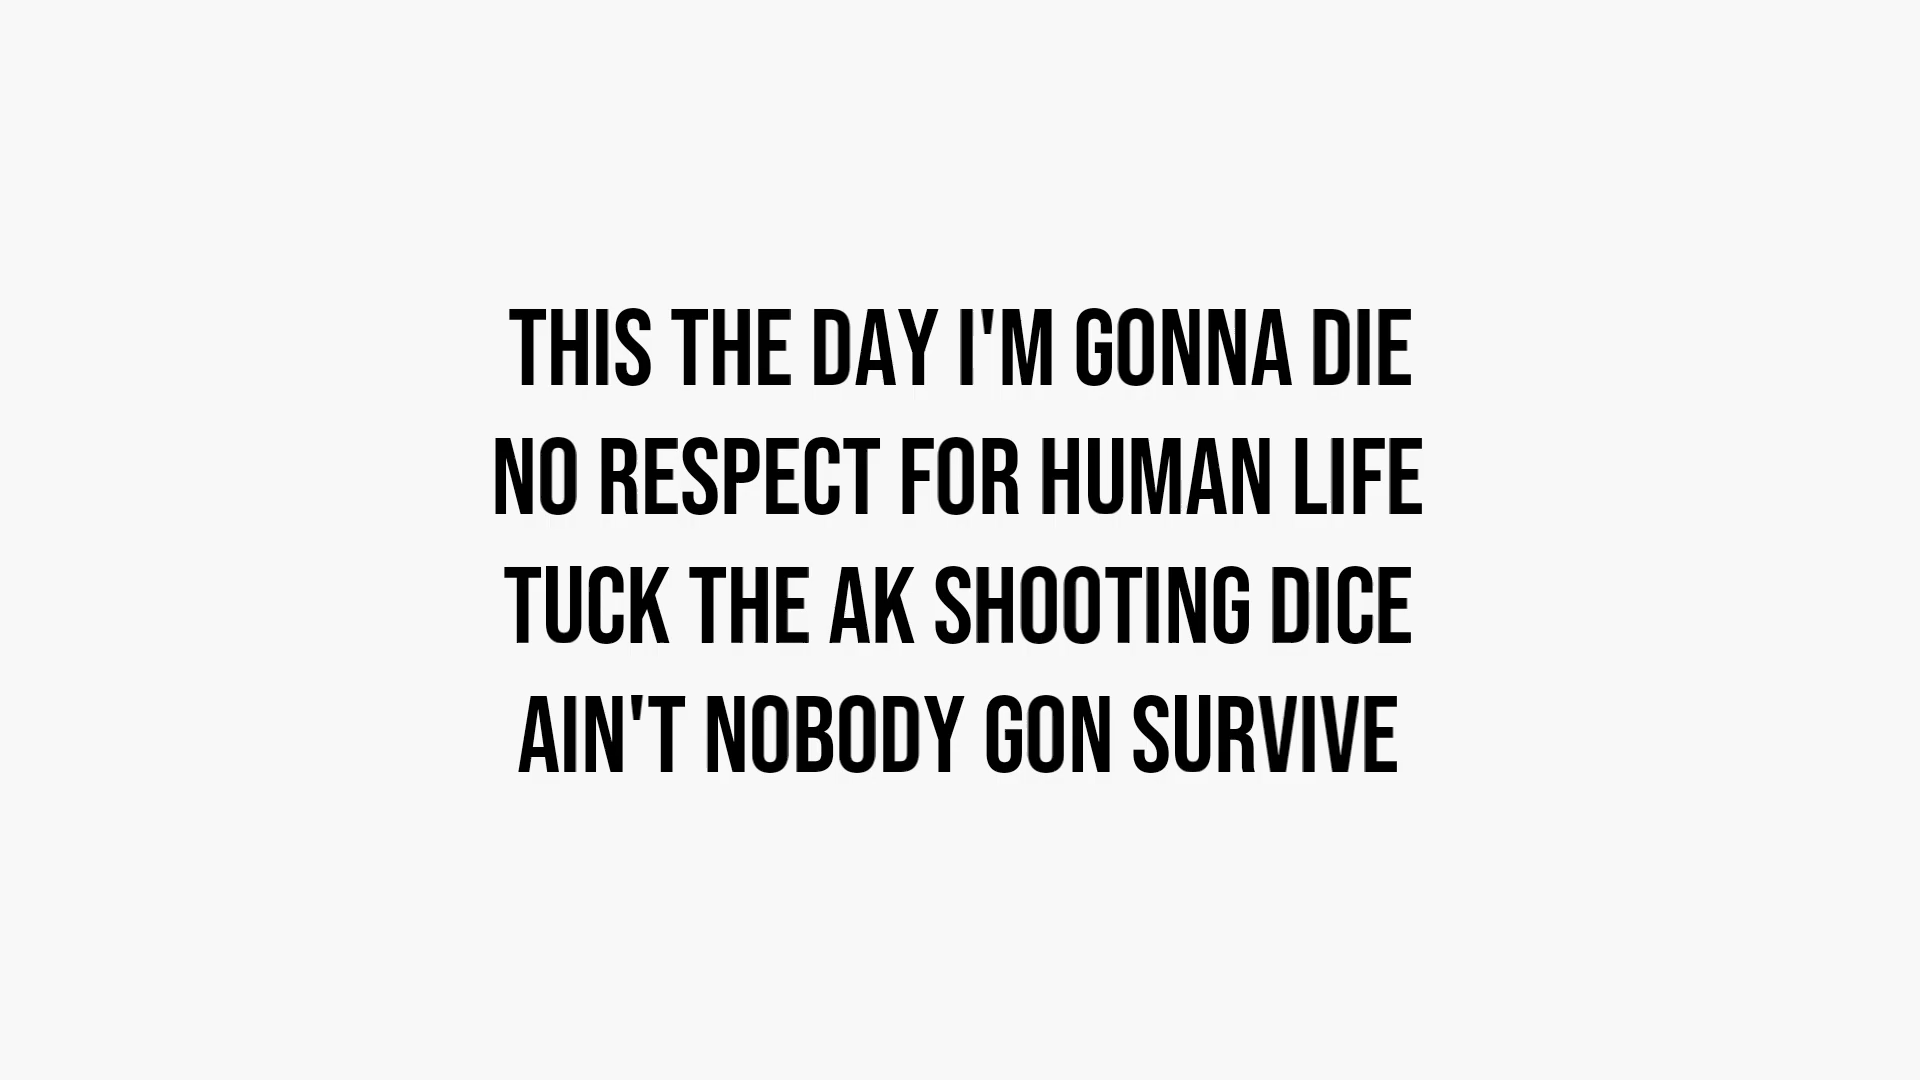 THIS THE DAY I'M GONNA DIE
NO RESPECT FOR HUMAN LIFE
TUCK THE AK SHOOTING DICE
AIN'T NOBODY GON SURVIVE